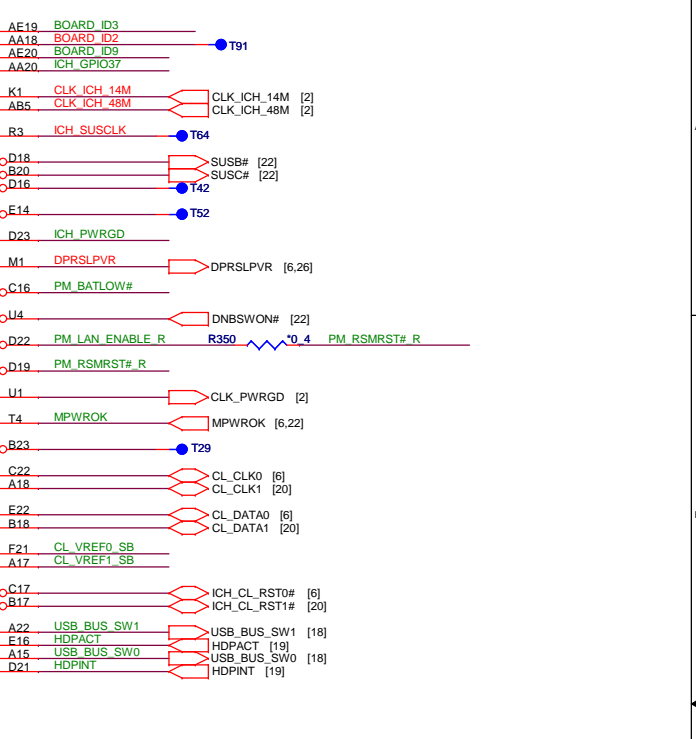 AE19 BOARD_ID3
AA18 BOARD_ID2 T91
AE20 BOARD_ID9
AA20 ICH_GPIO37
K1 CLK_ICH_14M CLK_ICH_14M [2]
AB5 CLK_ICH_48M CLK_ICH_48M [2]
R3 ICH_SUSCLK T64
D18 SUSB# [22]
B20 SUSC# [22]
D16 T42
E14 T52
D23 ICH_PWRGD
M1 DPRSLPVR DPRSLPVR [6,26]
C16 PM_BATLOW#
U4 DNBSWON# [22]
D22 PM_LAN_ENABLE_R R350 *0_4 PM_RSMRST#_R
D19 PM_RSMRST#_R
U1 CLK_PWRGD [2]
T4 MPWROK MPWROK [6,22]
B23 T29
C22 CL_CLK0 [6]
A18 CL_CLK1 [20]
E22 CL_DATA0 [6]
B18 CL_DATA1 [20]
F21 CL_VREF0_SB
A17 CL_VREF1_SB
C17 ICH_CL_RST0# [6]
B17 ICH_CL_RST1# [20]
A22 USB_BUS_SW1 USB_BUS_SW1 [18]
E16 HDPACT HDPACT [19]
A15 USB_BUS_SW0 USB_BUS_SW0 [18]
D21 HDPINT HDPINT [19]